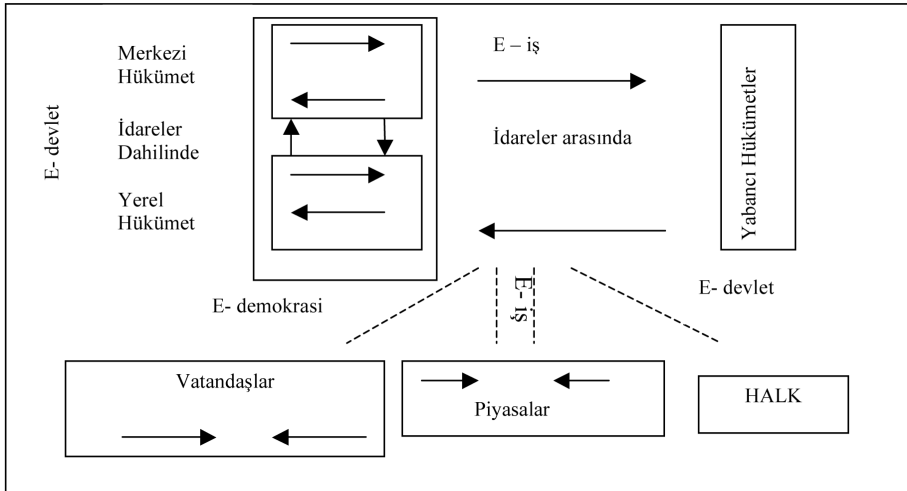 E- devlet
Merkezi
Hükümet
İdareler
Dahilinde
Yerel
Hükümet
E – iş
İdareler arasında
Yabancı Hükümetler
E- demokrasi
E- iş
E- devlet
Vatandaşlar
Piyasalar
HALK